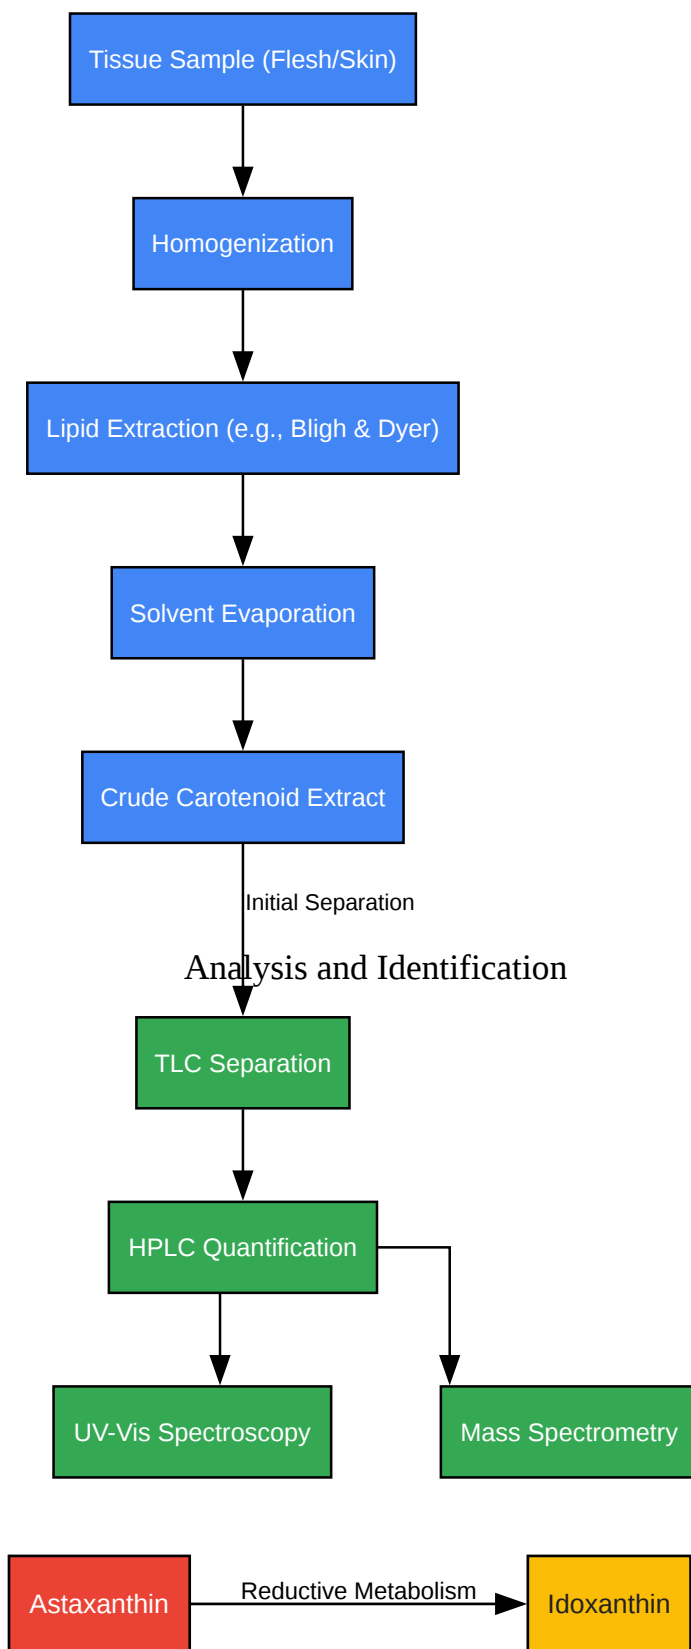 Tissue Sample (Flesh/Skin)
Homogenization
Lipid Extraction (e.g., Bligh & Dyer)
Solvent Evaporation
Crude Carotenoid Extract
Initial Separation
Analysis and Identification
TLC Separation
HPLC Quantification
UV-Vis Spectroscopy
Mass Spectrometry
Astaxanthin
Reductive Metabolism
Idoxanthin